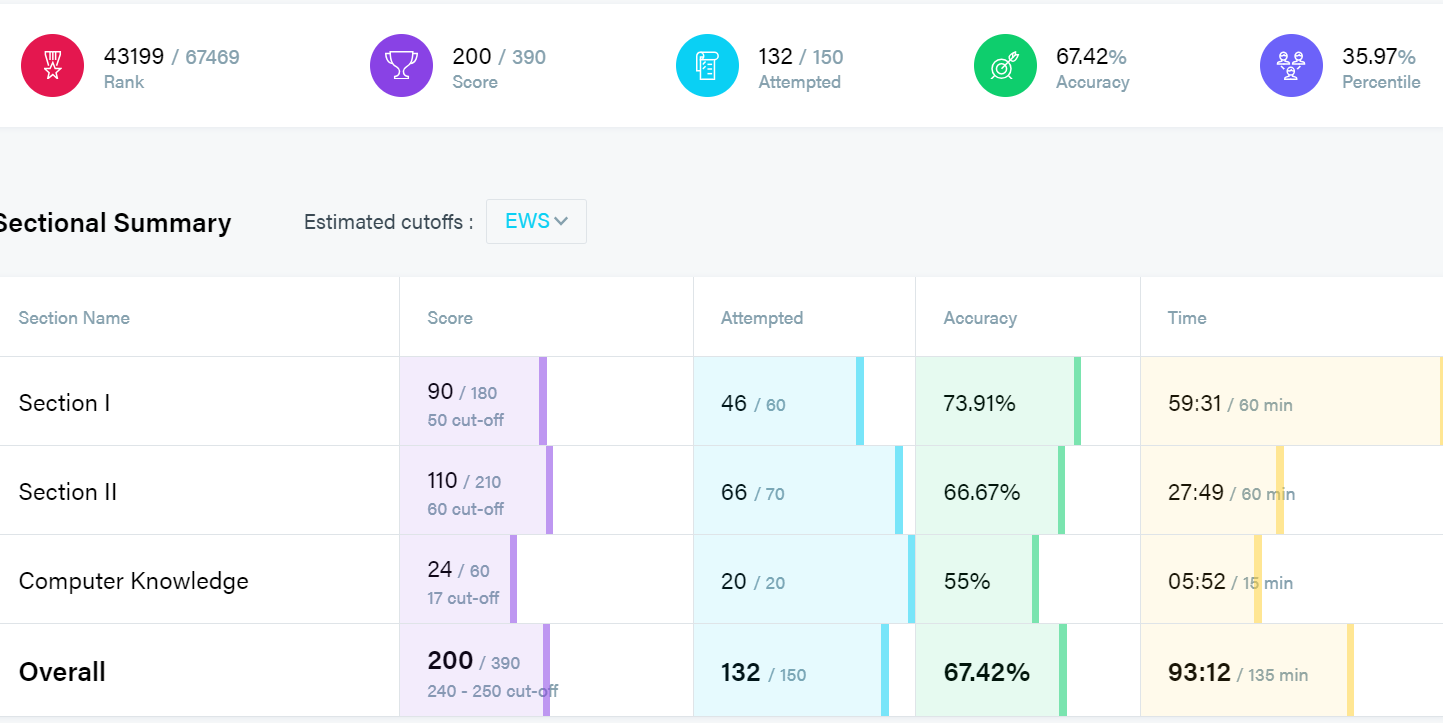 43199 / 67469
Rank
200 / 390
Score
132 / 150
Attempted
67.42%
Accuracy
35.97%
Percentile
Sectional Summary
Estimated cutoffs :
EWS
Section Name
Score
Attempted
Accuracy
Time
Section I
90 / 180
50 cut-off
46 / 60
73.91%
59:31 / 60 min
Section II
110 / 210
60 cut-off
66 / 70
66.67%
27:49 / 60 min
Computer Knowledge
24 / 60
17 cut-off
20 / 20
55%
05:52 / 15 min
Overall
200 / 390
240 - 250 cut-off
132 / 150
67.42%
93:12 / 135 min